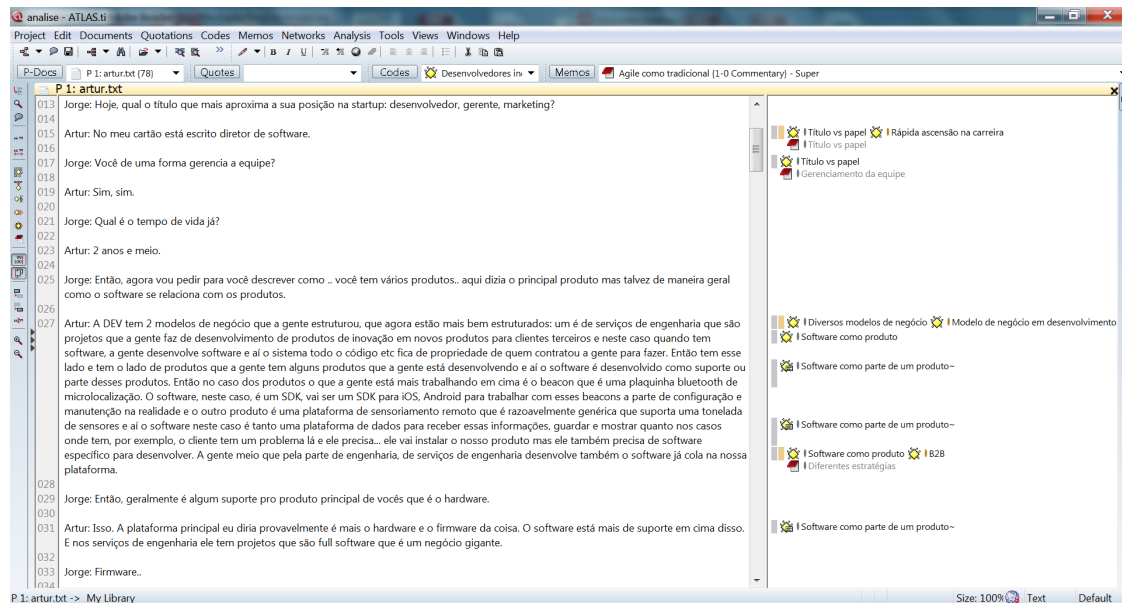 analise - ATLAS.ti
Project Edit Documents Quotations Codes Memos Networks Analysis Tools Views Windows Help
P-Docs P 1: artur.txt {78} Quotes Codes Desenvolvedores in Memos Agile como tradicional {1-0 Commentary} - Super
P 1: artur.txt
013 Jorge: Hoje, qual o título que mais aproxima a sua posição na startup: desenvolvedor, gerente, marketing?
014
015 Artur: No meu cartão está escrito diretor de software.
Título vs papel Rápida ascensão na carreira
016
Título vs papel
017 Jorge: Você de uma forma gerencia a equipe?
Título vs papel
018
Gerenciamento da equipe
019 Artur: Sim, sim.
020
021 Jorge: Qual é o tempo de vida já?
022
023 Artur: 2 anos e meio.
024
025 Jorge: Então, agora vou pedir para você descrever como .. você tem vários produtos.. aqui dizia o principal produto mas talvez de maneira geral
como o software se relaciona com os produtos.
026
027 Artur: A DEV tem 2 modelos de negócio que a gente estruturou, que agora estão mais bem estruturados: um é de serviços de engenharia que são
Diversos modelos de negócio Modelo de negócio em desenvolvimento
projetos que a gente faz de desenvolvimento de produtos de inovação em novos produtos para clientes terceiros e neste caso quando tem
Software como produto
software, a gente desenvolve software e aí o sistema todo o código etc fica de propriedade de quem contratou a gente para fazer. Então tem esse
lado e tem o lado de produtos que a gente tem alguns produtos que a gente está desenvolvendo e aí o software é desenvolvido como suporte ou
Software como parte de um produto~
parte desses produtos. Então no caso dos produtos o que a gente está mais trabalhando em cima é o beacon que é uma plaquinha bluetooth de
microlocalização. O software, neste caso, é um SDK, vai ser um SDK para iOS, Android para trabalhar com esses beacons a parte de configuração e
manutenção na realidade e o outro produto é uma plataforma de sensoriamento remoto que é razoavelmente genérica que suporta uma tonelada
de sensores e aí o software neste caso é tanto uma plataforma de dados para receber essas informações, guardar e mostrar quanto nos casos
Software como parte de um produto~
onde tem, por exemplo, o cliente tem um problema lá e ele precisa... ele vai instalar o nosso produto mas ele também precisa de software
específico para desenvolver. A gente meio que pela parte de engenharia, de serviços de engenharia desenvolve também o software já cola na nossa
Software como produto B2B
plataforma.
Diferentes estratégias
028
029 Jorge: Então, geralmente é algum suporte pro produto principal de vocês que é o hardware.
030
031 Artur: Isso. A plataforma principal eu diria provavelmente é mais o hardware e o firmware da coisa. O software está mais de suporte em cima disso.
Software como parte de um produto~
E nos serviços de engenharia ele tem projetos que são full software que é um negócio gigante.
032
033 Jorge: Firmware..
034
P 1: artur.txt -> My Library Size: 100% Text Default